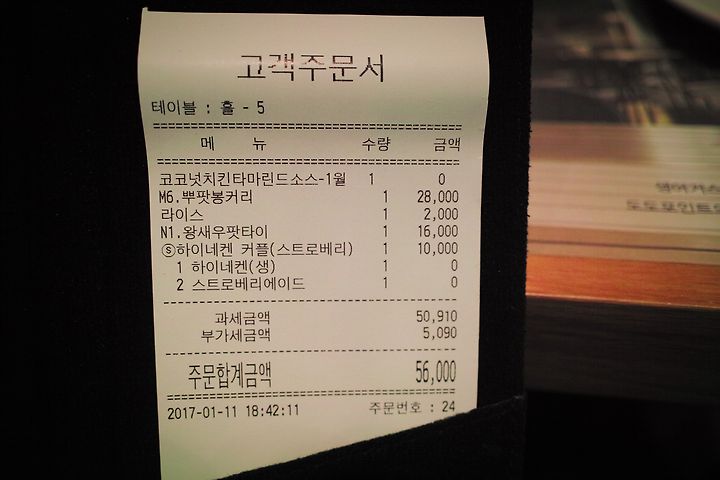 고객주문서
테이블 : 홀 - 5
메 뉴 수량 금액
코코넛치킨타마린드소스-1월 1 0
M6.뿌팟봉커리 1 28,000
라이스 1 2,000
N1.왕새우팟타이 1 16,000
ⓢ하이네켄 커플(스트로베리) 1 10,000
1 하이네켄(생) 1 0
2 스트로베리에이드 1 0
과세금액 50,910
부가세금액 5,090
주문합계금액 56,000
2017-01-11 18:42:11 주문번호 : 24